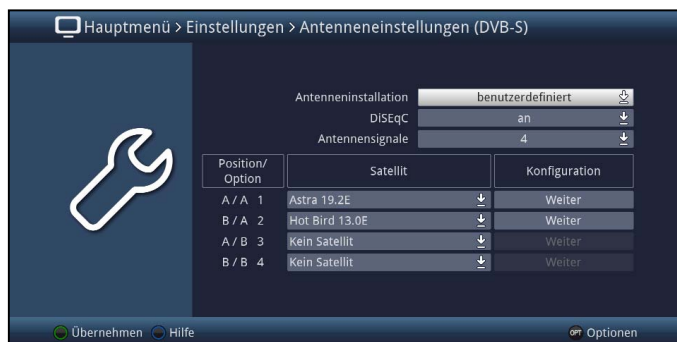 Hauptmenü > Einstellungen > Antenneneinstellungen (DVB-S)
Antenneninstallation benutzerdefiniert
DiSEqC an
Antennensignale 4
Position/ Option Satellit Konfiguration
A / A 1 Astra 19.2E Weiter
B / A 2 Hot Bird 13.0E Weiter
A / B 3 Kein Satellit Weiter
B / B 4 Kein Satellit Weiter
Übernehmen Hilfe OPT Optionen